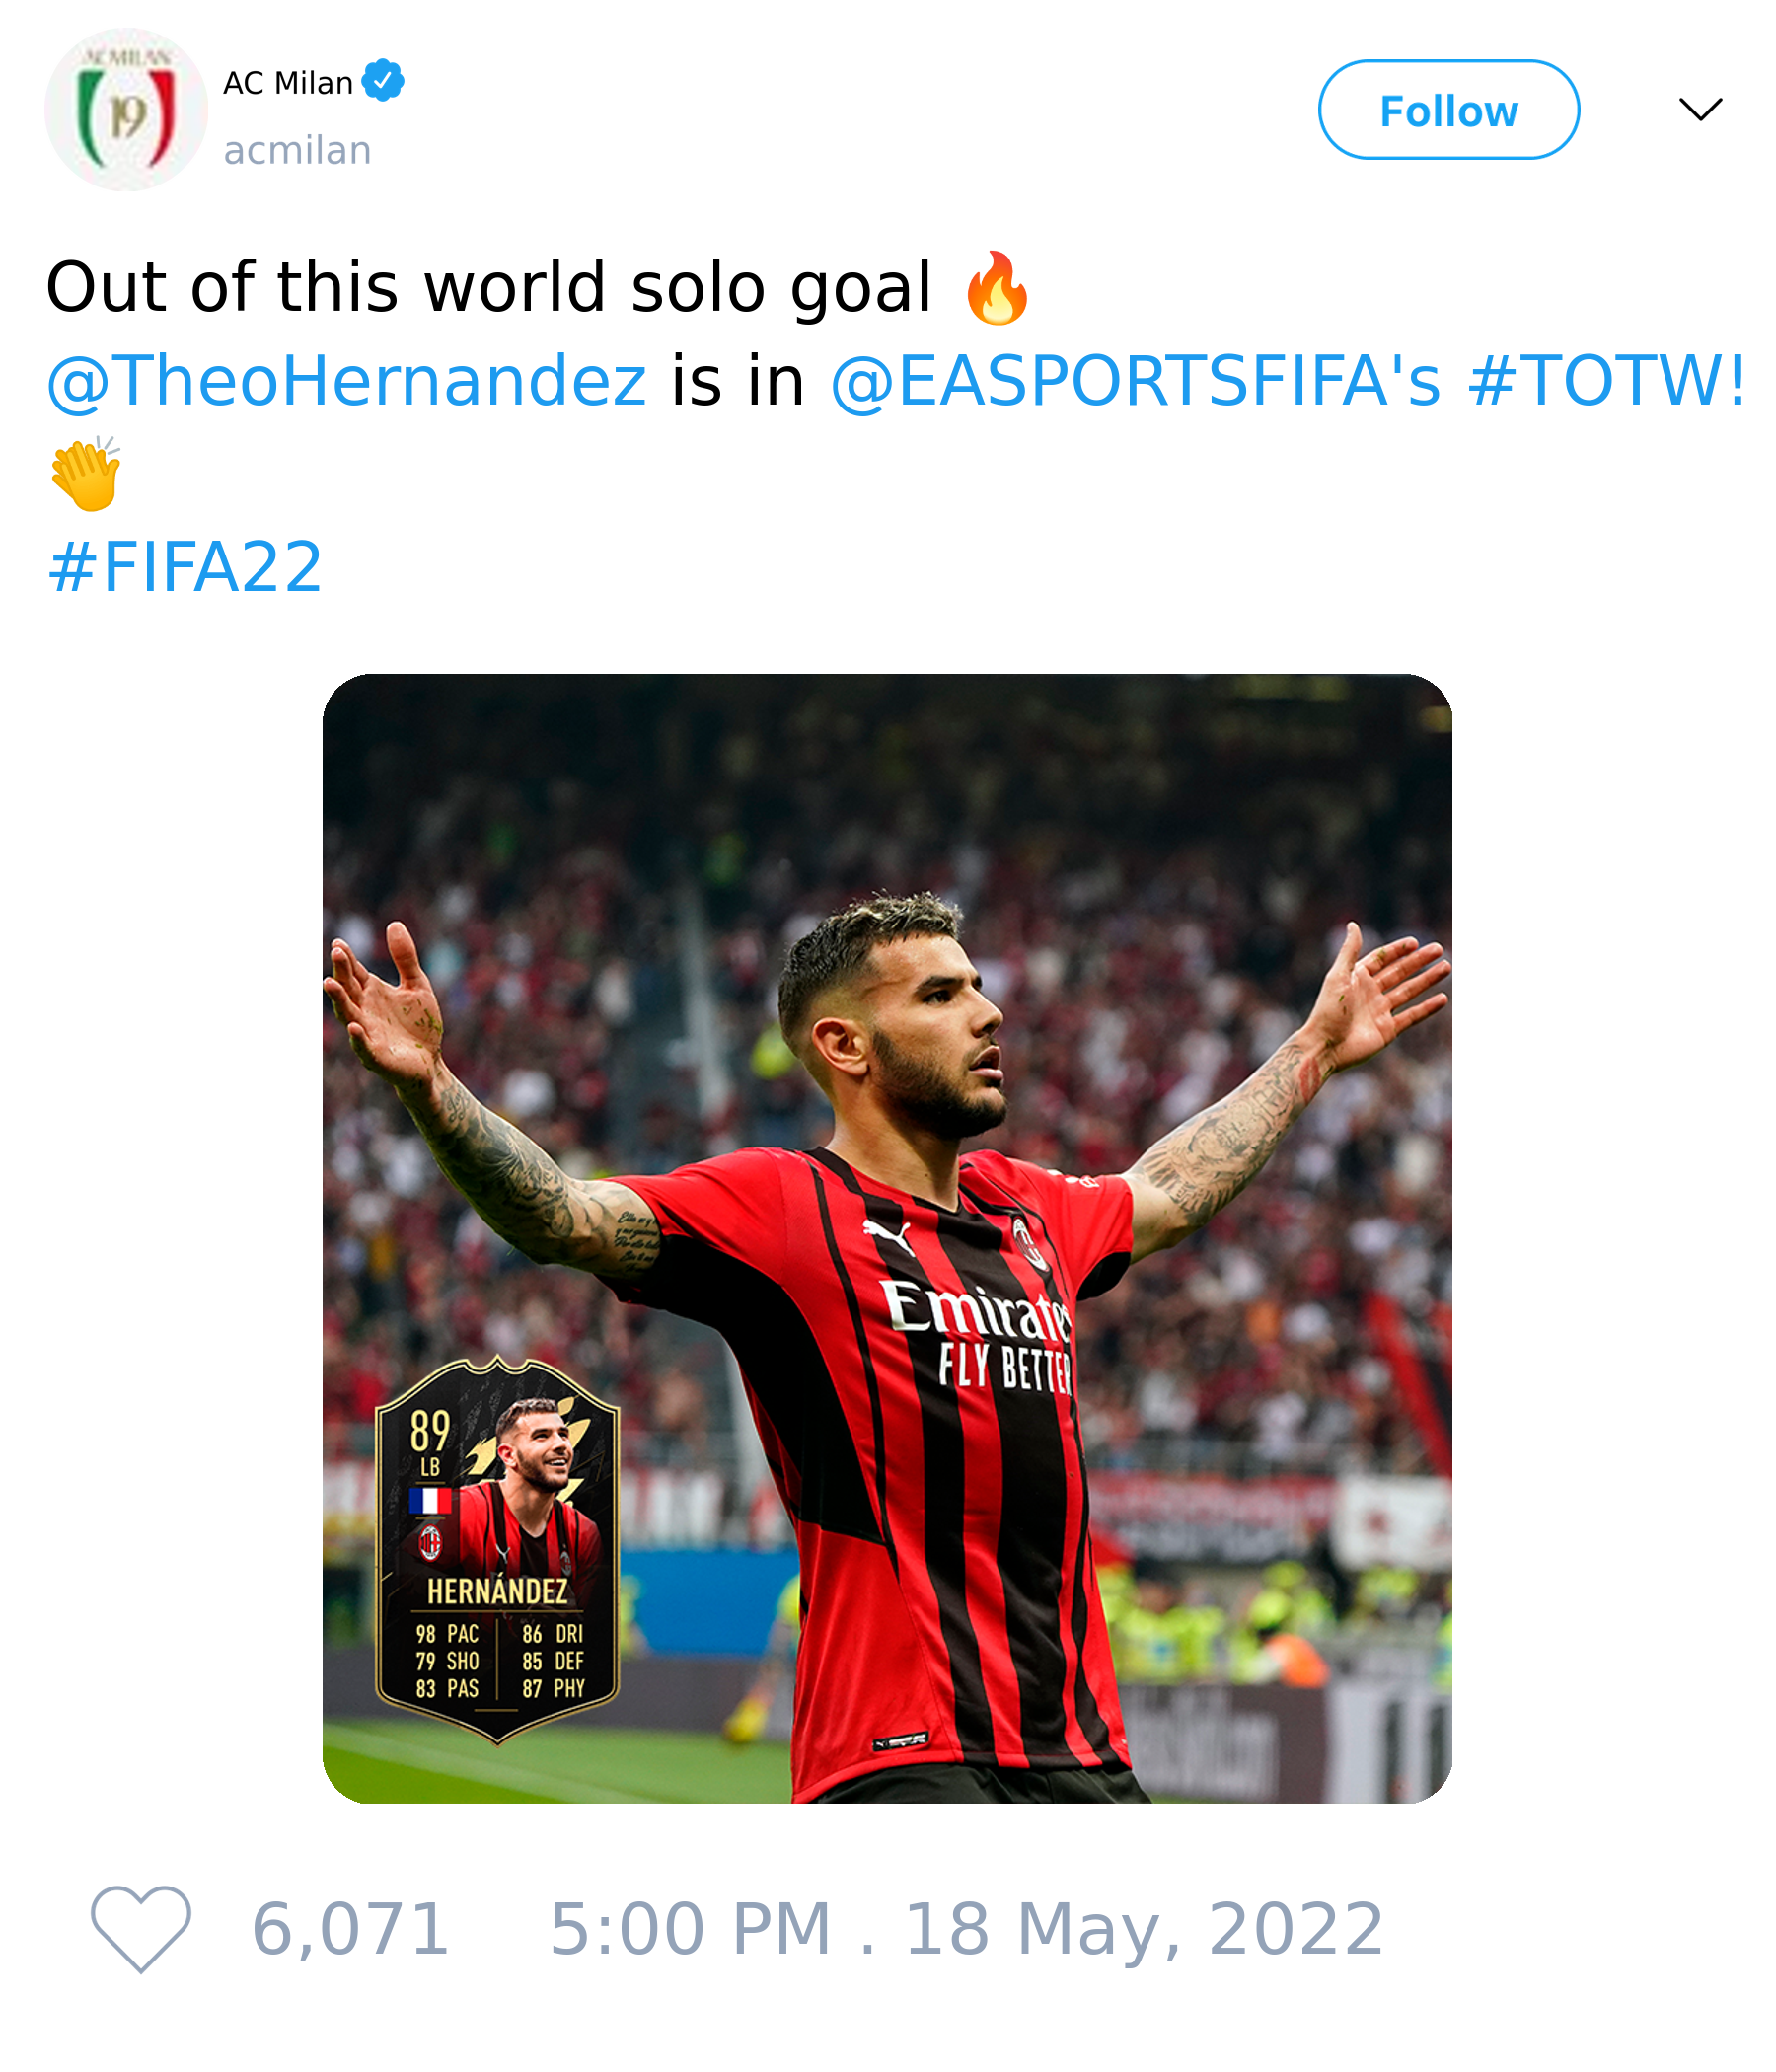 AC MILAN
19
AC Milan
acmilan
Follow
Out of this world solo goal 🔥
@TheoHernandez is in @EASPORTSFIFA's #TOTW!
👏
#FIFA22
Emirates
FLY BETTER
89
LB
HERNÁNDEZ
98 PAC 86 DRI
79 SHO 85 DEF
83 PAS 87 PHY
6,071 5:00 PM . 18 May, 2022